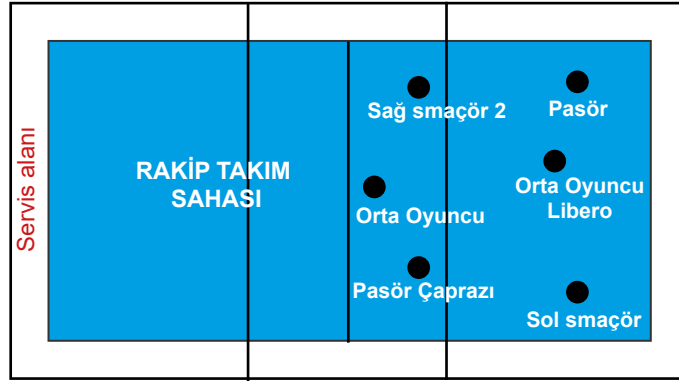 Servis alanı
RAKİP TAKIM
SAHASI
Sağ smaçör 2
Pasör
Orta Oyuncu
Orta Oyuncu
Libero
Pasör Çaprazı
Sol smaçör